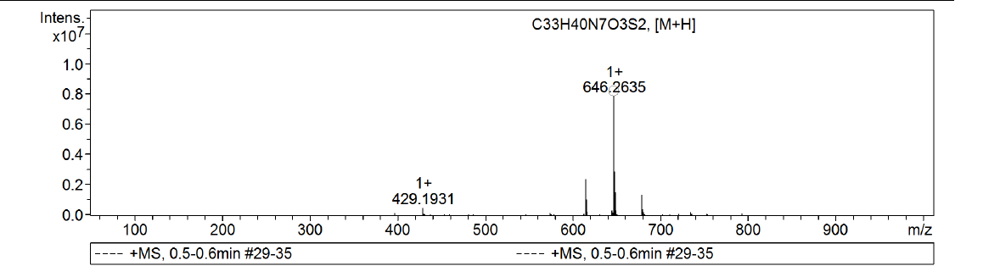 Intens.
x10^7
C33H40N7O3S2, [M+H]
1+
646.2635
1.0
0.8
0.6
0.4
0.2
0.0
1+
429.1931
100 200 300 400 500 600 700 800 900 m/z
+MS, 0.5-0.6min #29-35 +MS, 0.5-0.6min #29-35